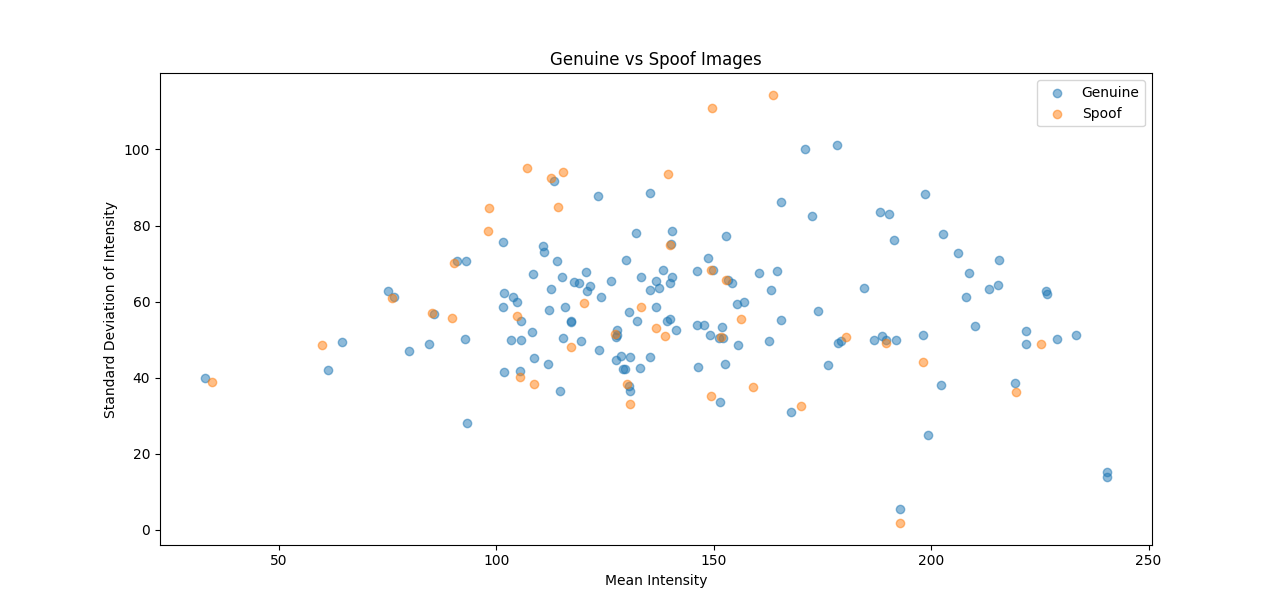 Genuine vs Spoof Images
Genuine
Spoof
Standard Deviation of Intensity
100
80
60
40
20
0
50
100
150
200
250
Mean Intensity